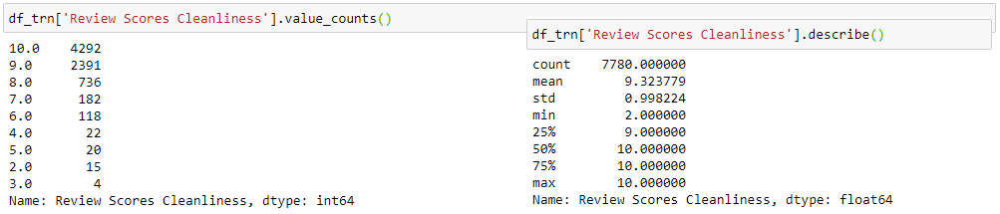 df_trn['Review Scores Cleanliness'].value_counts()
10.0    4292
9.0     2391
8.0      736
7.0      182
6.0      118
4.0       22
5.0       20
2.0       15
3.0        4
Name: Review Scores Cleanliness, dtype: int64
df_trn['Review Scores Cleanliness'].describe()
count    7780.000000
mean        9.323779
std         0.998224
min         2.000000
25%         9.000000
50%        10.000000
75%        10.000000
max        10.000000
Name: Review Scores Cleanliness, dtype: float64